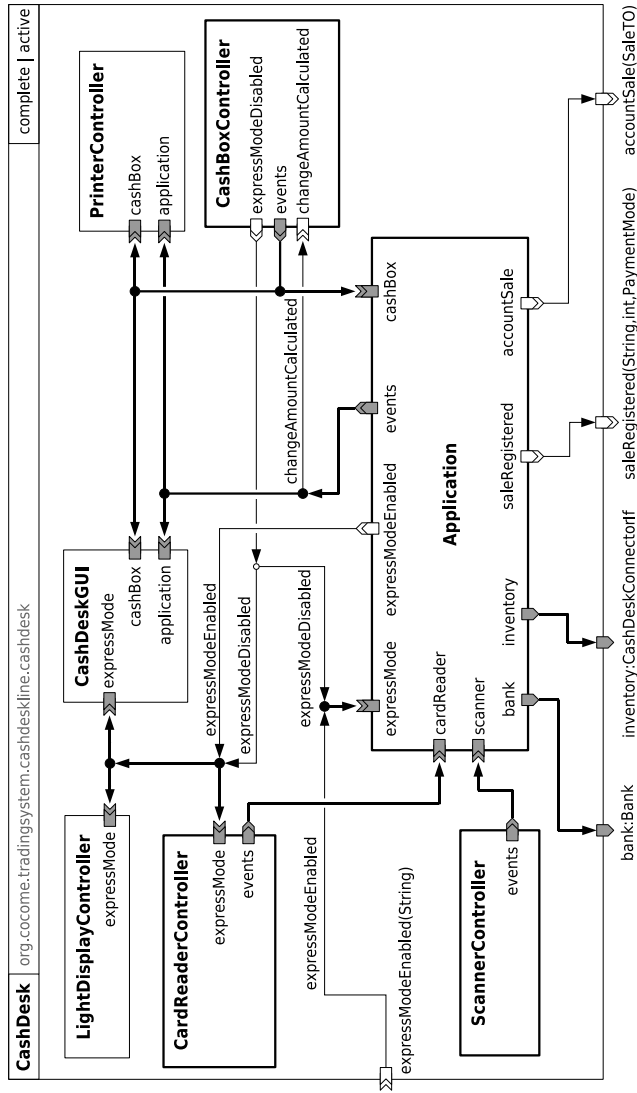 CashDesk
org.cocome.tradingsystem.cashdeskline.cashdesk
complete | active
LightDisplayController
expressMode
CashDeskGUI
expressMode
cashBox
application
PrinterController
cashBox
application
CardReaderController
expressMode
events
expressModeEnabled
expressModeDisabled
CashBoxController
expressModeDisabled
events
changeAmountCalculated
changeAmountCalculated
expressModeDisabled
expressModeEnabled
expressModeEnabled(String)
ScannerController
events
Application
expressMode
expressModeEnabled
events
cashBox
cardReader
scanner
bank
inventory
saleRegistered
accountSale
bank:Bank
inventory:CashDeskConnectorIf
saleRegistered(String,int,PaymentMode)
accountSale(SaleTO)